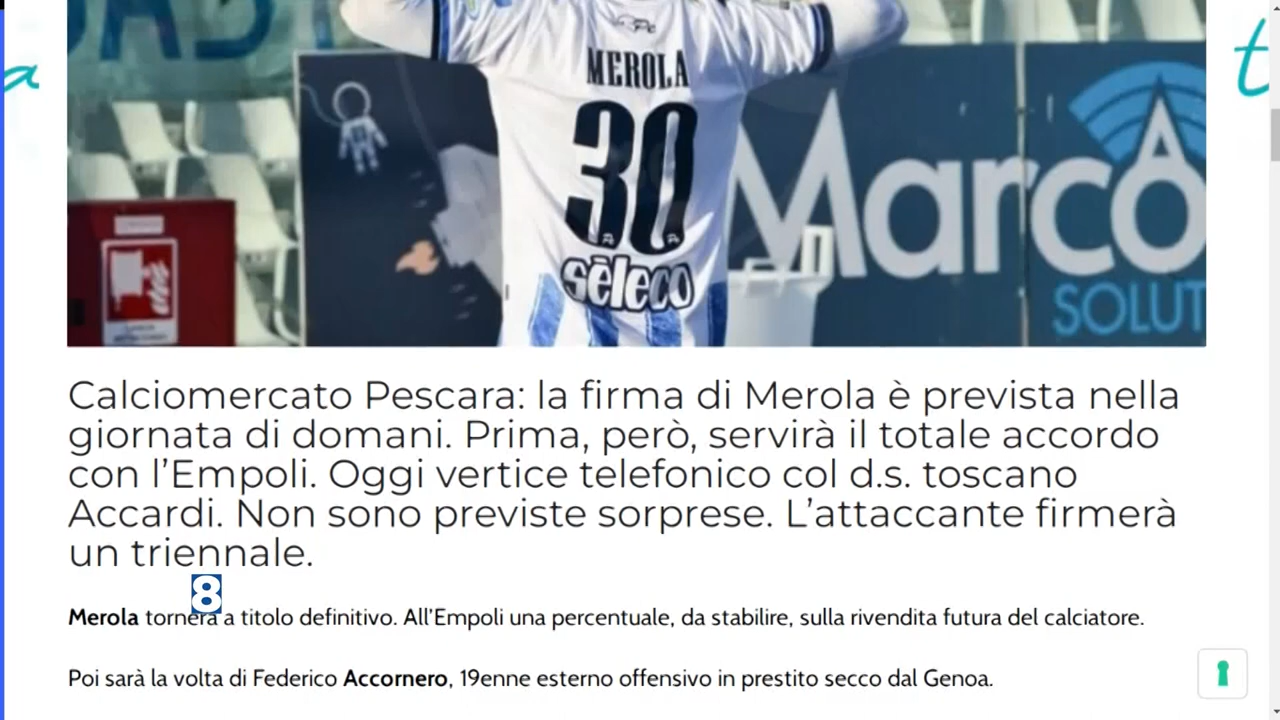 MEROLA
30
sèleco
Marco
SOLUT
Calciomercato Pescara: la firma di Merola è prevista nella
giornata di domani. Prima, però, servirà il totale accordo
con l’Empoli. Oggi vertice telefonico col d.s. toscano
Accardi. Non sono previste sorprese. L’attaccante firmerà
un triennale.
8
Merola tornerà a titolo definitivo. All’Empoli una percentuale, da stabilire, sulla rivendita futura del calciatore.
Poi sarà la volta di Federico Accornero, 19enne esterno offensivo in prestito secco dal Genoa.